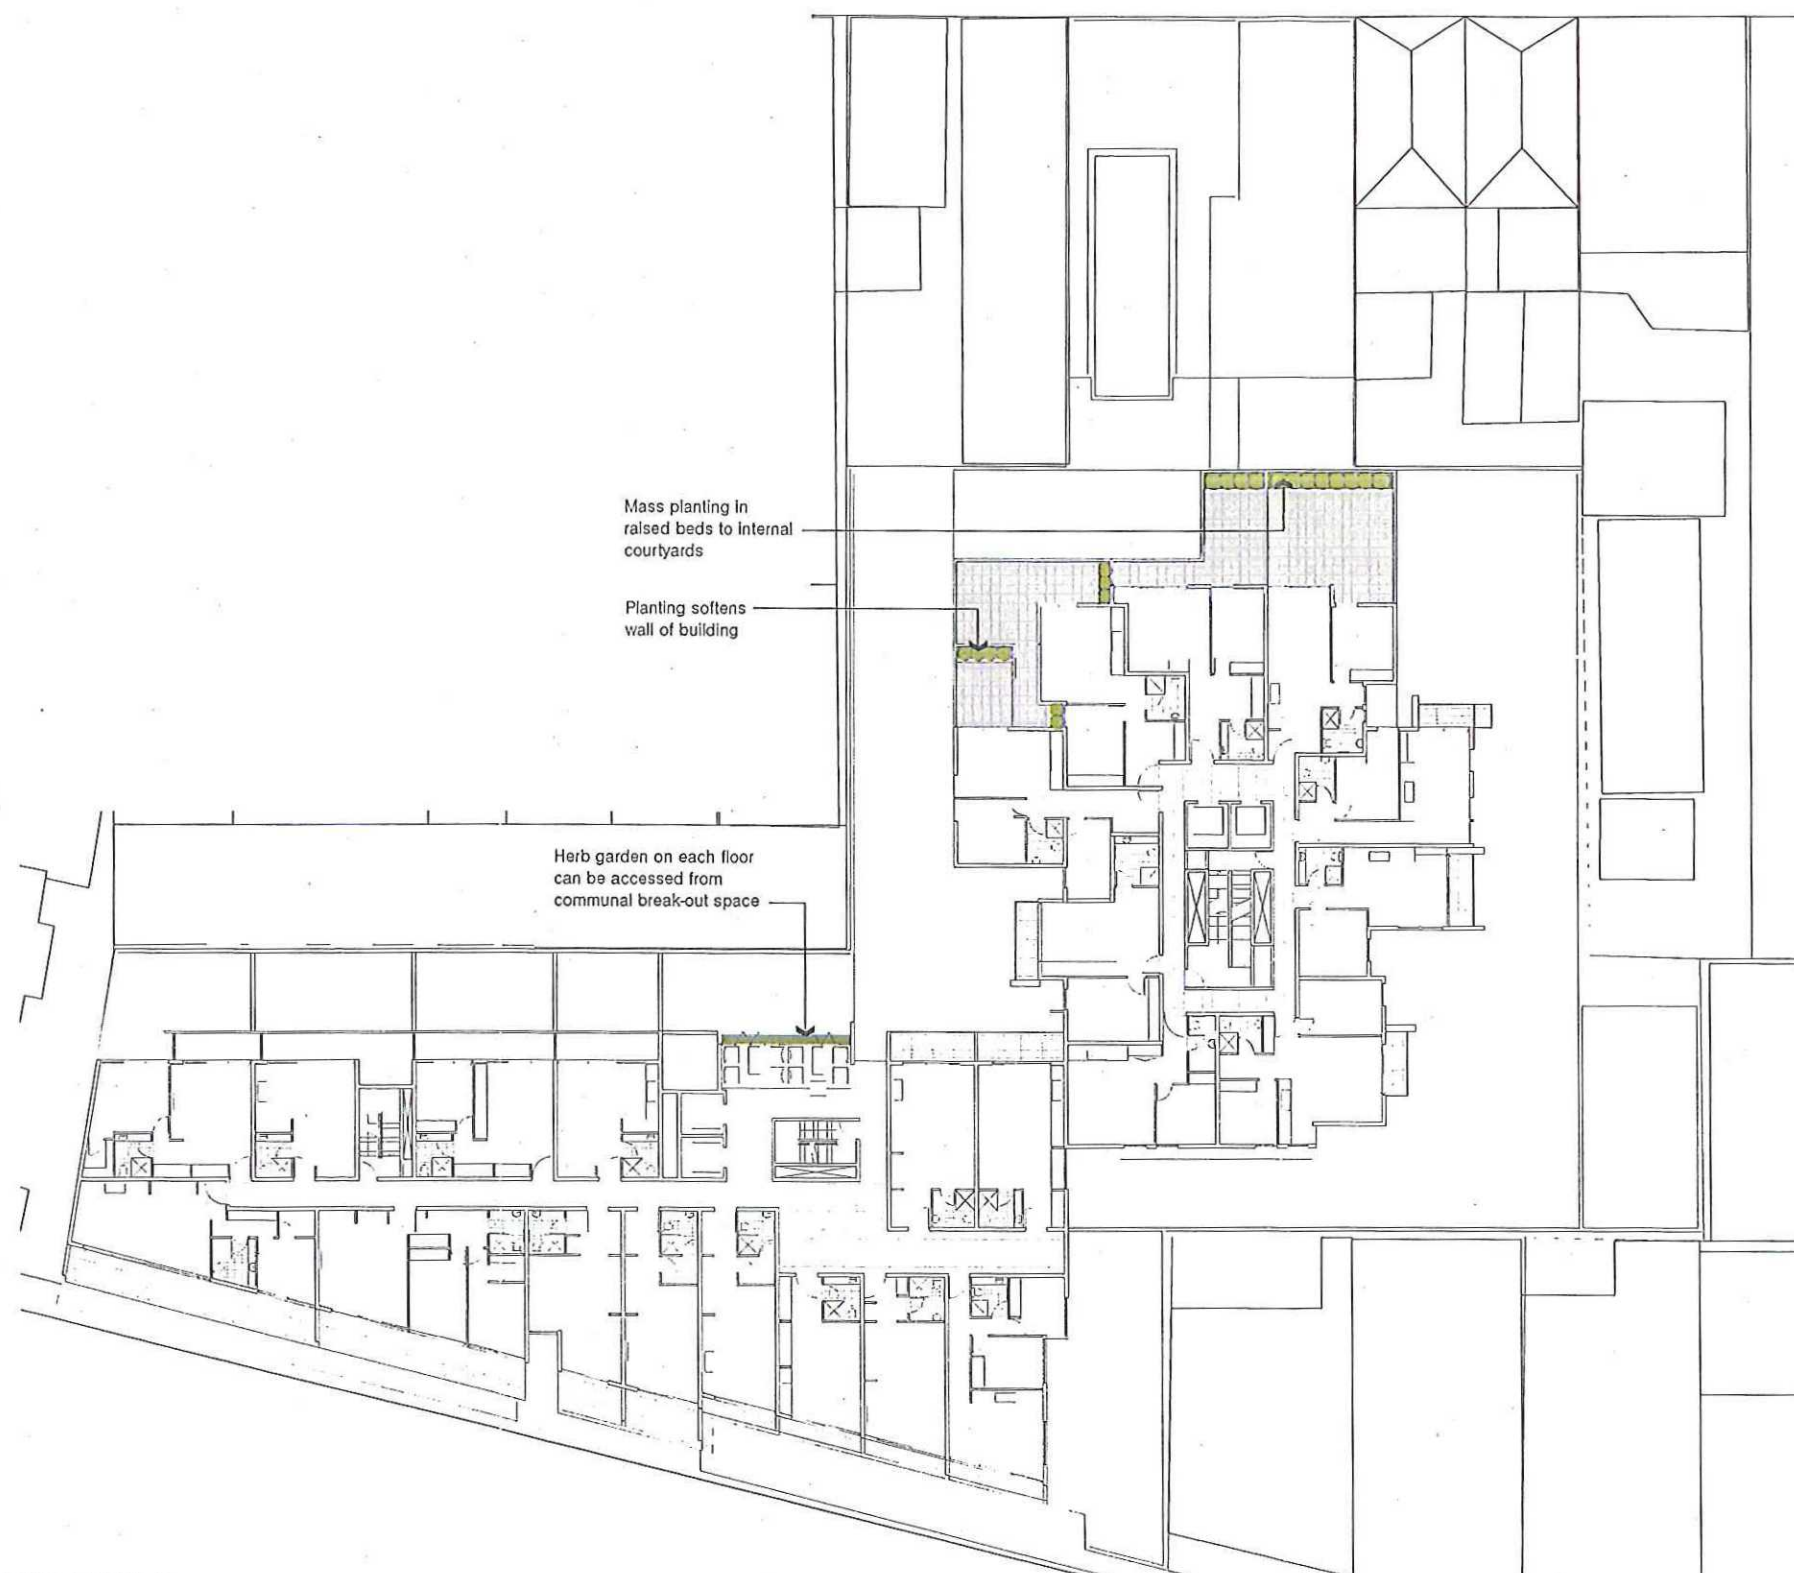 Mass planting in
raised beds to internal
courtyards
Planting softens
wall of building
Herb garden on each floor
can be accessed from
communal break-out space